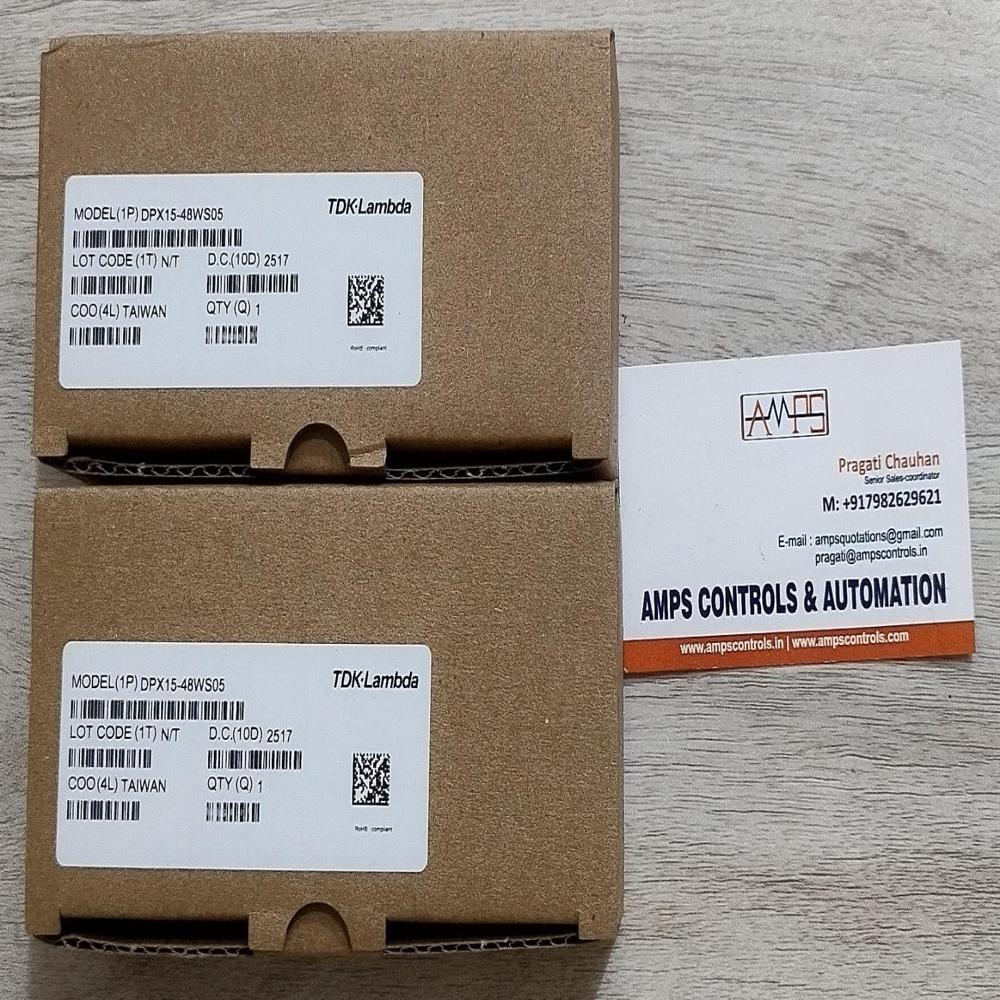 MODEL(1P) DPX15-48WS05
TDK·Lambda
LOT CODE (1T) N/T D.C.(10D) 2517
COO(4L) TAIWAN QTY (Q) 1
RoHS compliant
AMPS
Pragati Chauhan
Senior Sales-coordinator
M: +917982629621
E-mail : ampsquotations@gmail.com
pragati@ampscontrols.in
AMPS CONTROLS & AUTOMATION
www.ampscontrols.in | www.ampscontrols.com
MODEL(1P) DPX15-48WS05
TDK·Lambda
LOT CODE (1T) N/T D.C.(10D) 2517
COO(4L) TAIWAN QTY (Q) 1
RoHS compliant